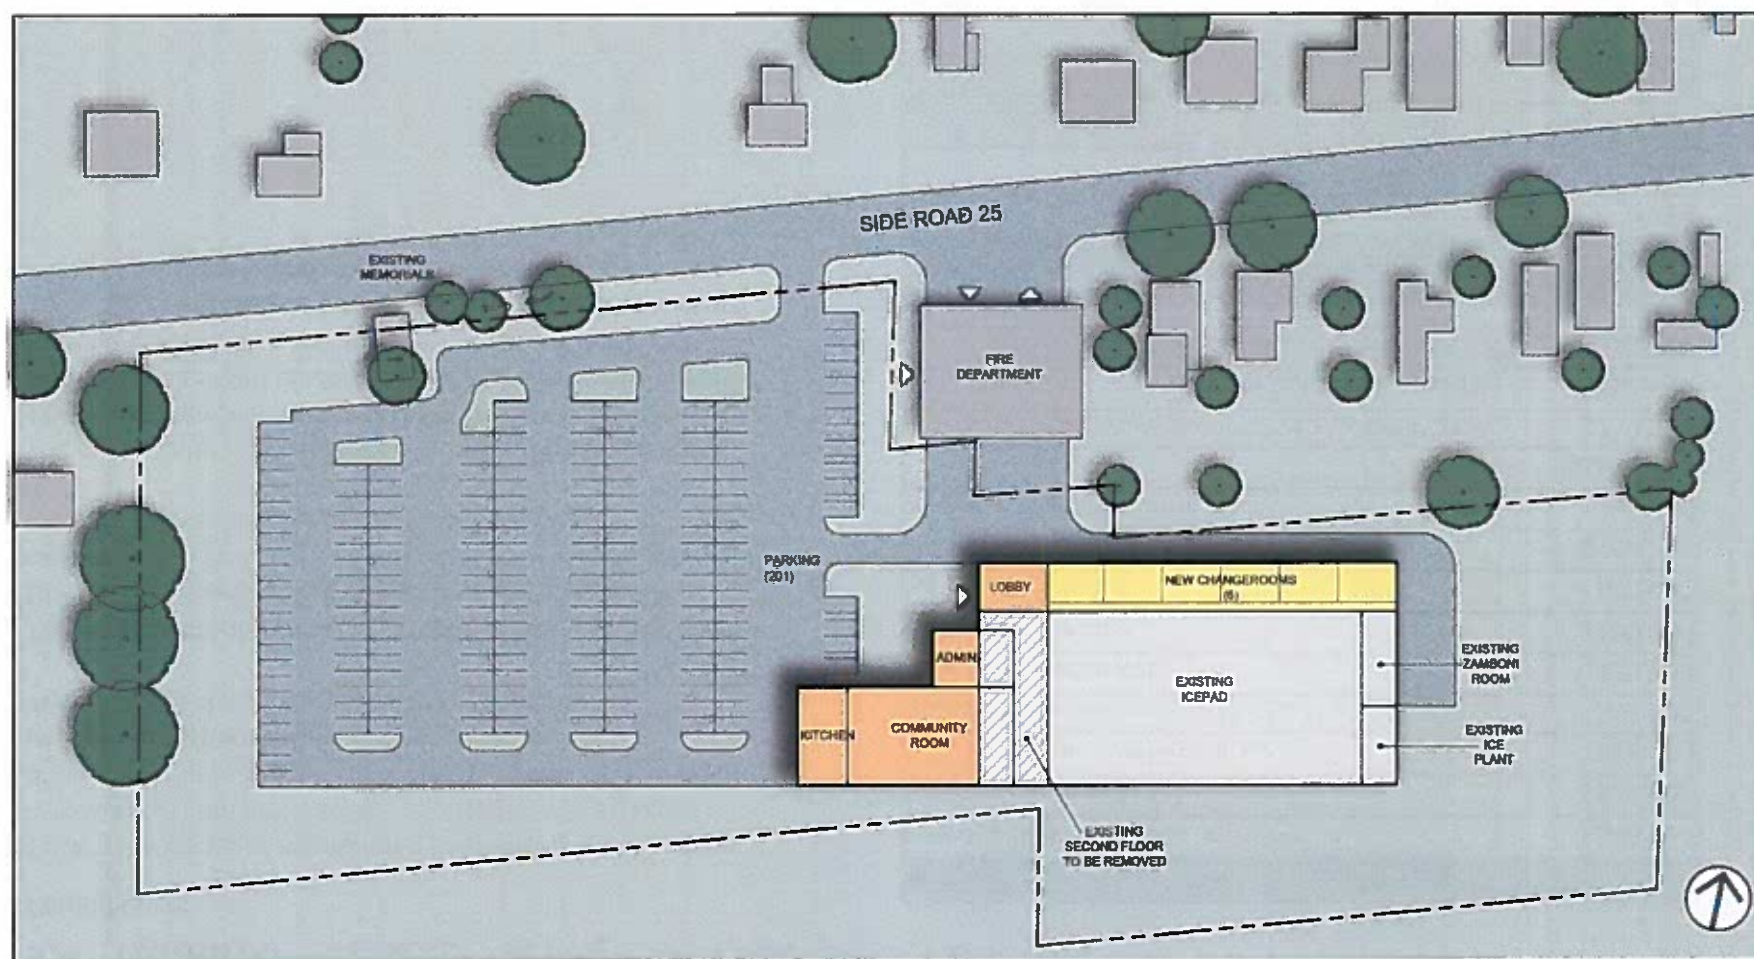 SIDE ROAD 25
EXISTING
MEMORIALS
FIRE
DEPARTMENT
PARKING
(201)
LOBBY
NEW CHANGEROOMS
(6)
ADMIN
EXISTING
ICEPAD
EXISTING
ZAMBONI
ROOM
KITCHEN
COMMUNITY
ROOM
EXISTING
ICE
PLANT
EXISTING
SECOND FLOOR
TO BE REMOVED